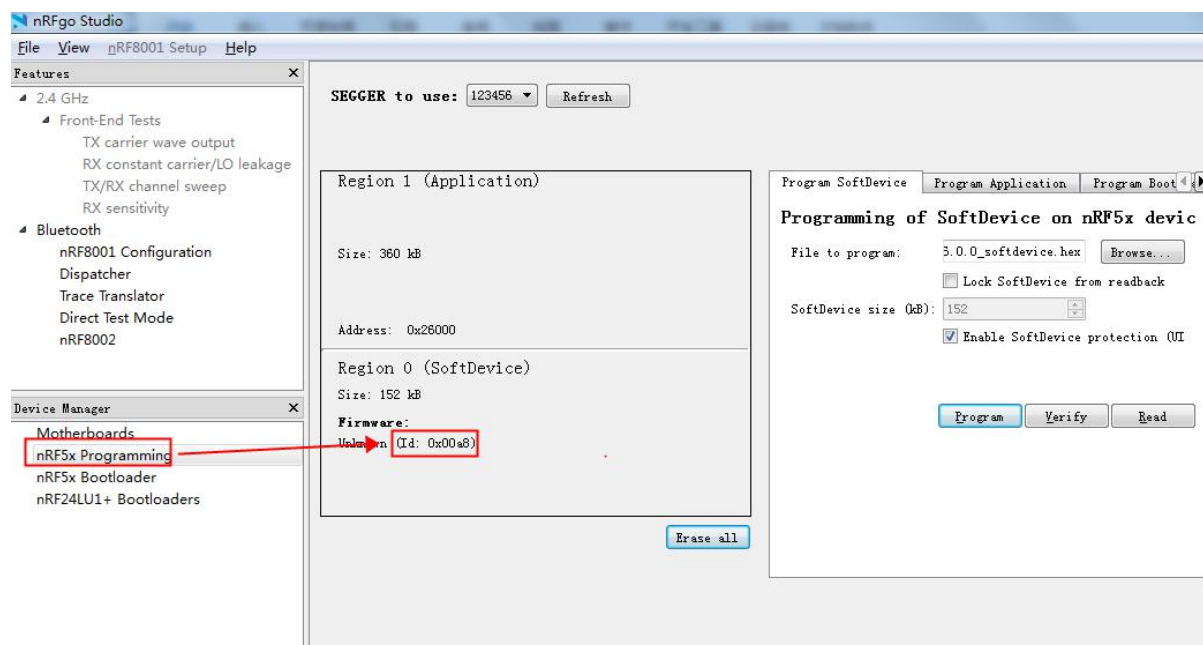 nRFgo Studio
File View nRF8001 Setup Help
Features
2.4 GHz
Front-End Tests
TX carrier wave output
RX constant carrier/LO leakage
TX/RX channel sweep
RX sensitivity
Bluetooth
nRF8001 Configuration
Dispatcher
Trace Translator
Direct Test Mode
nRF8002
Device Manager
Motherboards
nRF5x Programming
nRF5x Bootloader
nRF24LU1+ Bootloaders
SEGGER to use: 123456 Refresh
Region 1 (Application)
Size: 360 kB
Address: 0x26000
Region 0 (SoftDevice)
Size: 152 kB
Firmware:
Unknown (Id: 0x00a8)
Erase all
Program SoftDevice Program Application Program Boot
Programming of SoftDevice on nRF5x devic
File to program: .0.0_softdevice.hex Browse...
Lock SoftDevice from readback
SoftDevice size (kB): 152
Enable SoftDevice protection (UI
Program Verify Read